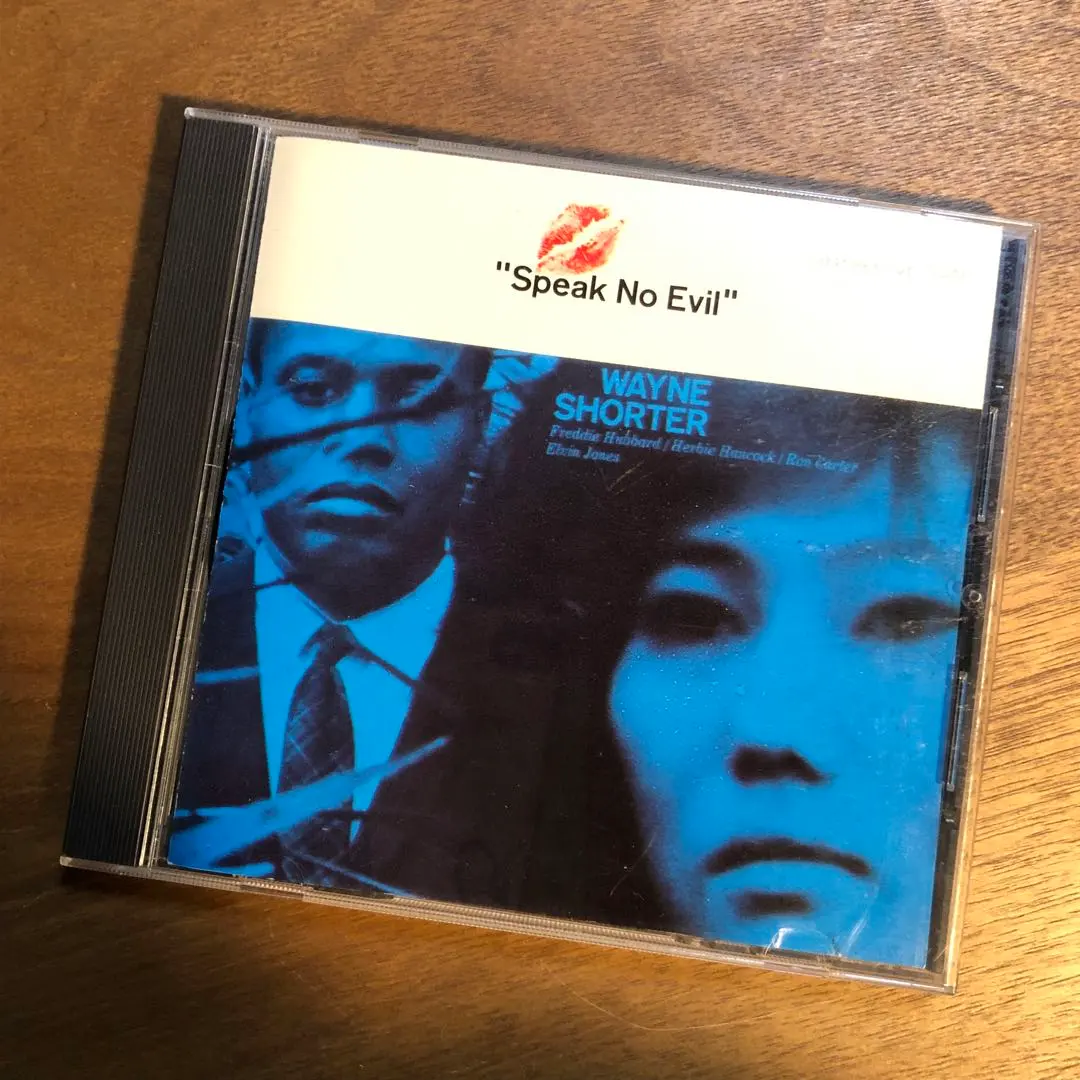 "Speak No Evil"
WAYNE
SHORTER
Freddie Hubbard / Herbie Hancock / Ron Carter
Elvin Jones